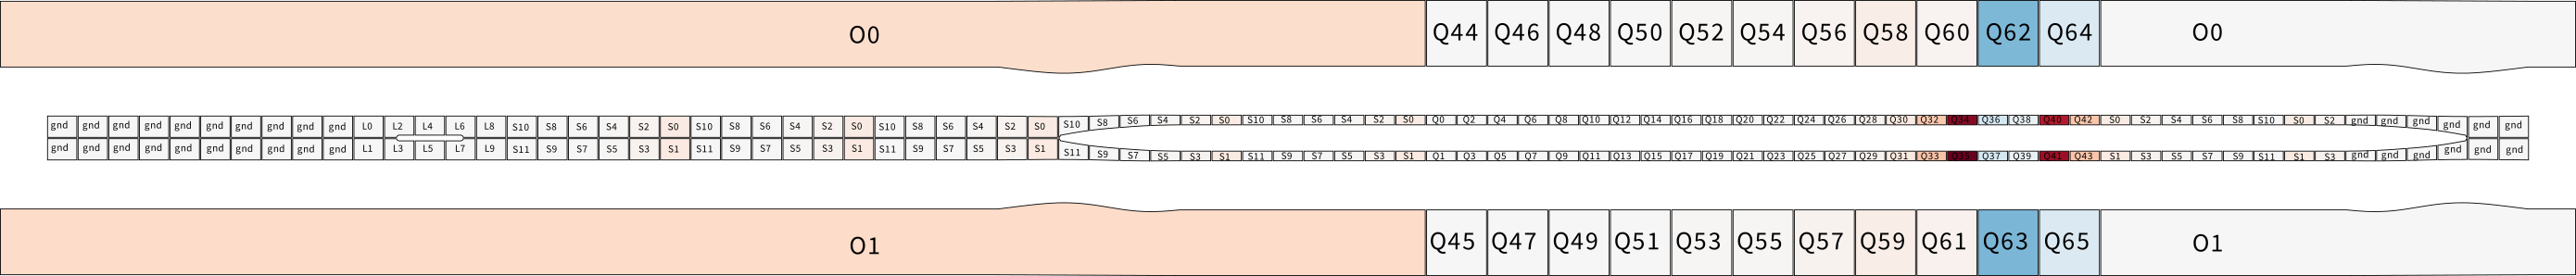 O0 Q44 Q46 Q48 Q50 Q52 Q54 Q56 Q58 Q60 Q62 Q64 O0
gnd gnd gnd gnd gnd gnd gnd gnd gnd gnd L0 L2 L4 L6 L8 S10 S8 S6 S4 S2 S0 S10 S8 S6 S4 S2 S0 S10 S8 S6 S4 S2 S0 S10 S8 S6 S4 S2 S0 S10 S8 S6 S4 S2 S0 Q0 Q2 Q4 Q6 Q8 Q10 Q12 Q14 Q16 Q18 Q20 Q22 Q24 Q26 Q28 Q30 Q32 Q34 Q36 Q38 Q40 Q42 S0 S2 S4 S6 S8 S10 S0 S2 gnd gnd gnd gnd gnd gnd
gnd gnd gnd gnd gnd gnd gnd gnd gnd gnd L1 L3 L5 L7 L9 S11 S9 S7 S5 S3 S1 S11 S9 S7 S5 S3 S1 S11 S9 S7 S5 S3 S1 S11 S9 S7 S5 S3 S1 S11 S9 S7 S5 S3 S1 Q1 Q3 Q5 Q7 Q9 Q11 Q13 Q15 Q17 Q19 Q21 Q23 Q25 Q27 Q29 Q31 Q33 Q35 Q37 Q39 Q41 Q43 S1 S3 S5 S7 S9 S11 S1 S3 gnd gnd gnd gnd gnd gnd
O1 Q45 Q47 Q49 Q51 Q53 Q55 Q57 Q59 Q61 Q63 Q65 O1